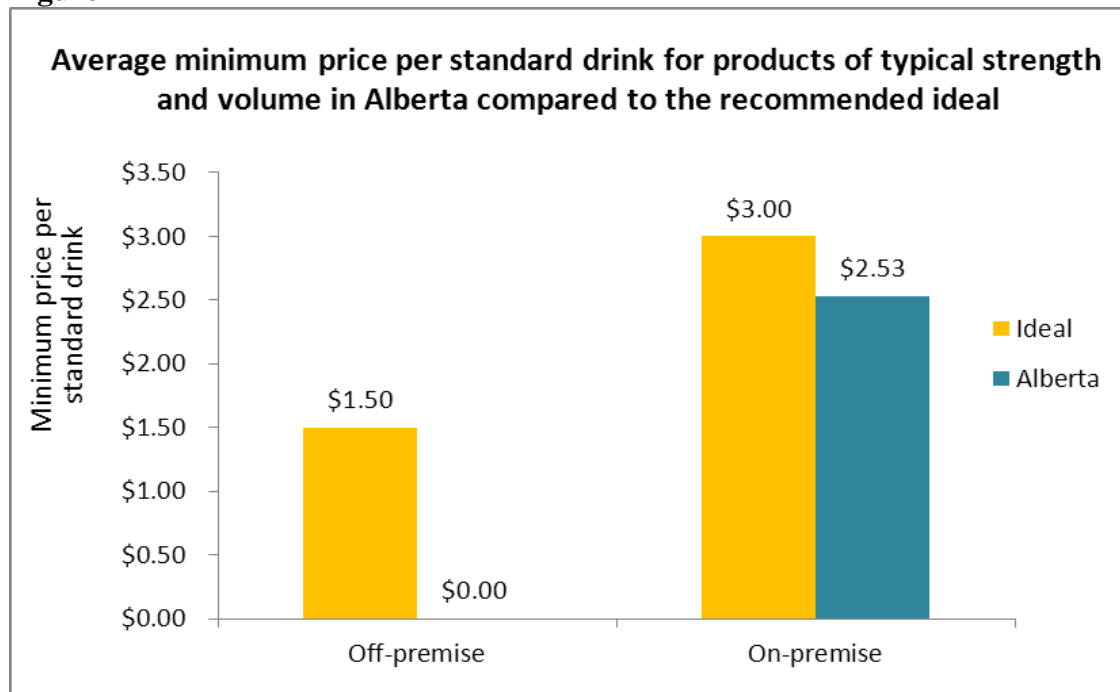 Average minimum price per standard drink for products of typical strength
and volume in Alberta compared to the recommended ideal
Minimum price per
standard drink
$3.50
$3.00
$2.50
$2.00
$1.50
$1.00
$0.50
$0.00
$1.50
$0.00
$3.00
$2.53
Off-premise
On-premise
Ideal
Alberta